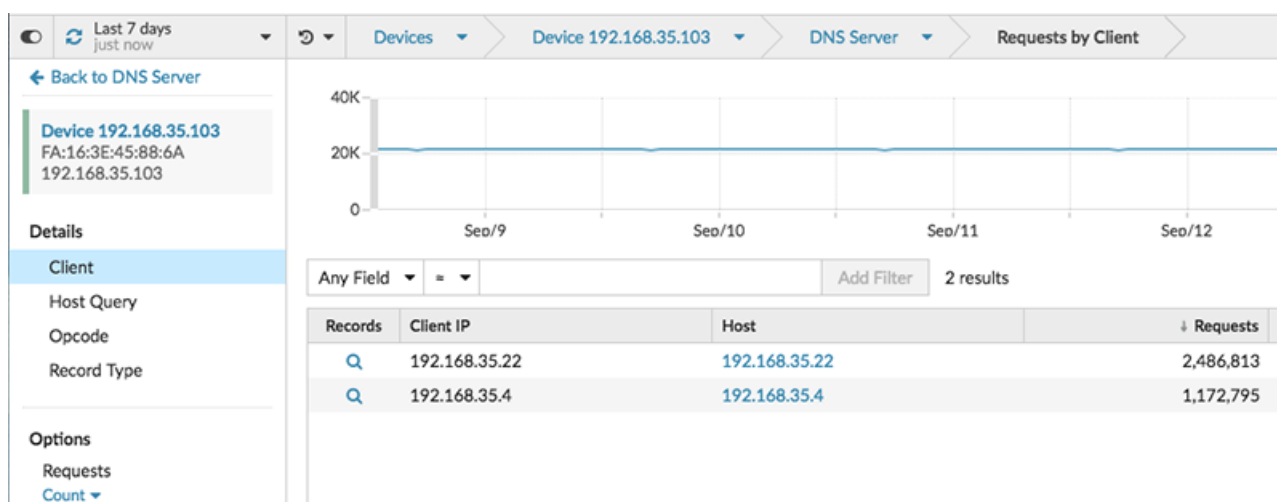 Last 7 days
just now
Devices
Device 192.168.35.103
DNS Server
Requests by Client
Back to DNS Server
Device 192.168.35.103
FA:16:3E:45:88:6A
192.168.35.103
Details
Client
Host Query
Opcode
Record Type
Options
Requests
Count
40K
20K
0
Sep/9
Sep/10
Sep/11
Sep/12
Any Field
=
Add Filter
2 results
Records Client IP Host Requests
192.168.35.22 192.168.35.22 2,486,813
192.168.35.4 192.168.35.4 1,172,795